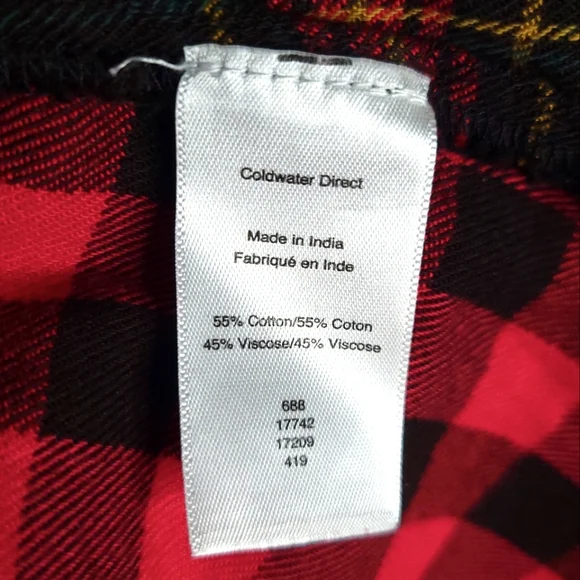 Coldwater Direct
Made in India
Fabriqué en Inde
55% Cotton/55% Coton
45% Viscose/45% Viscose
688
17742
17209
419